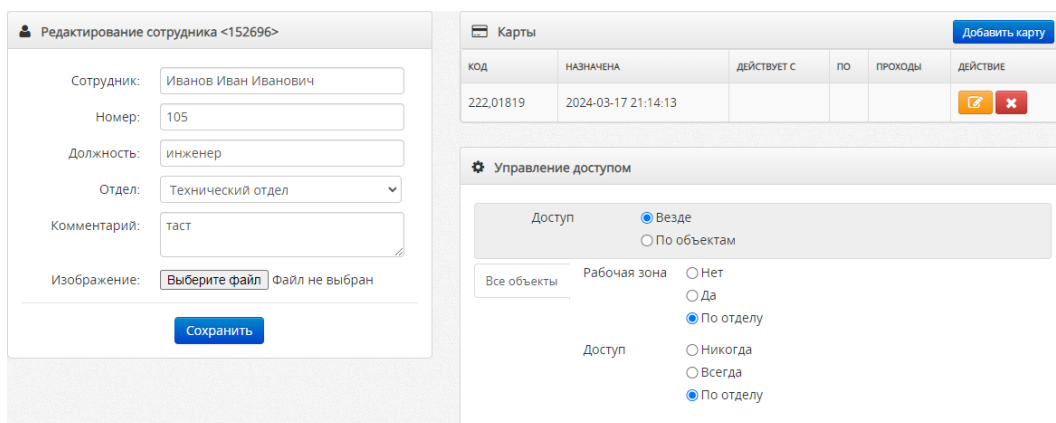 Редактирование сотрудника <152696>
Сотрудник: Иванов Иван Иванович
Номер: 105
Должность: инженер
Отдел: Технический отдел
Комментарий: таст
Изображение: Выберите файл Файл не выбран
Сохранить
Карты Добавить карту
КОД НАЗНАЧЕНА ДЕЙСТВУЕТ С ПО ПРОХОДЫ ДЕЙСТВИЕ
222,01819 2024-03-17 21:14:13
Управление доступом
Доступ Везде
По объектам
Все объекты Рабочая зона Нет
Да
По отделу
Доступ Никогда
Всегда
По отделу